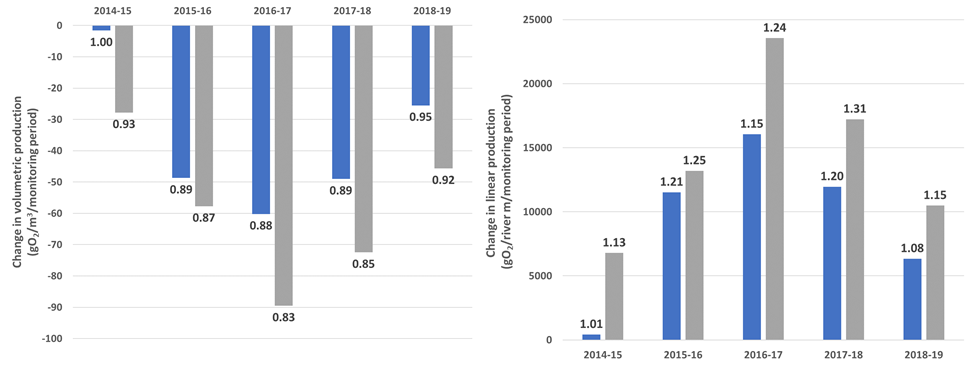 2014-15 2015-16 2016-17 2017-18 2018-19
0
-10
-20
-30
-40
-50
-60
-70
-80
-90
-100
Change in volumetric production
(gO₂/m³/monitoring period)
1.00 0.93 0.89 0.87 0.88 0.83 0.89 0.85 0.95 0.92
25000
20000
15000
10000
5000
0
Change in linear production
(gO₂/river m/monitoring period)
1.01 1.13 1.21 1.25 1.15 1.24 1.20 1.31 1.08 1.15
2014-15 2015-16 2016-17 2017-18 2018-19